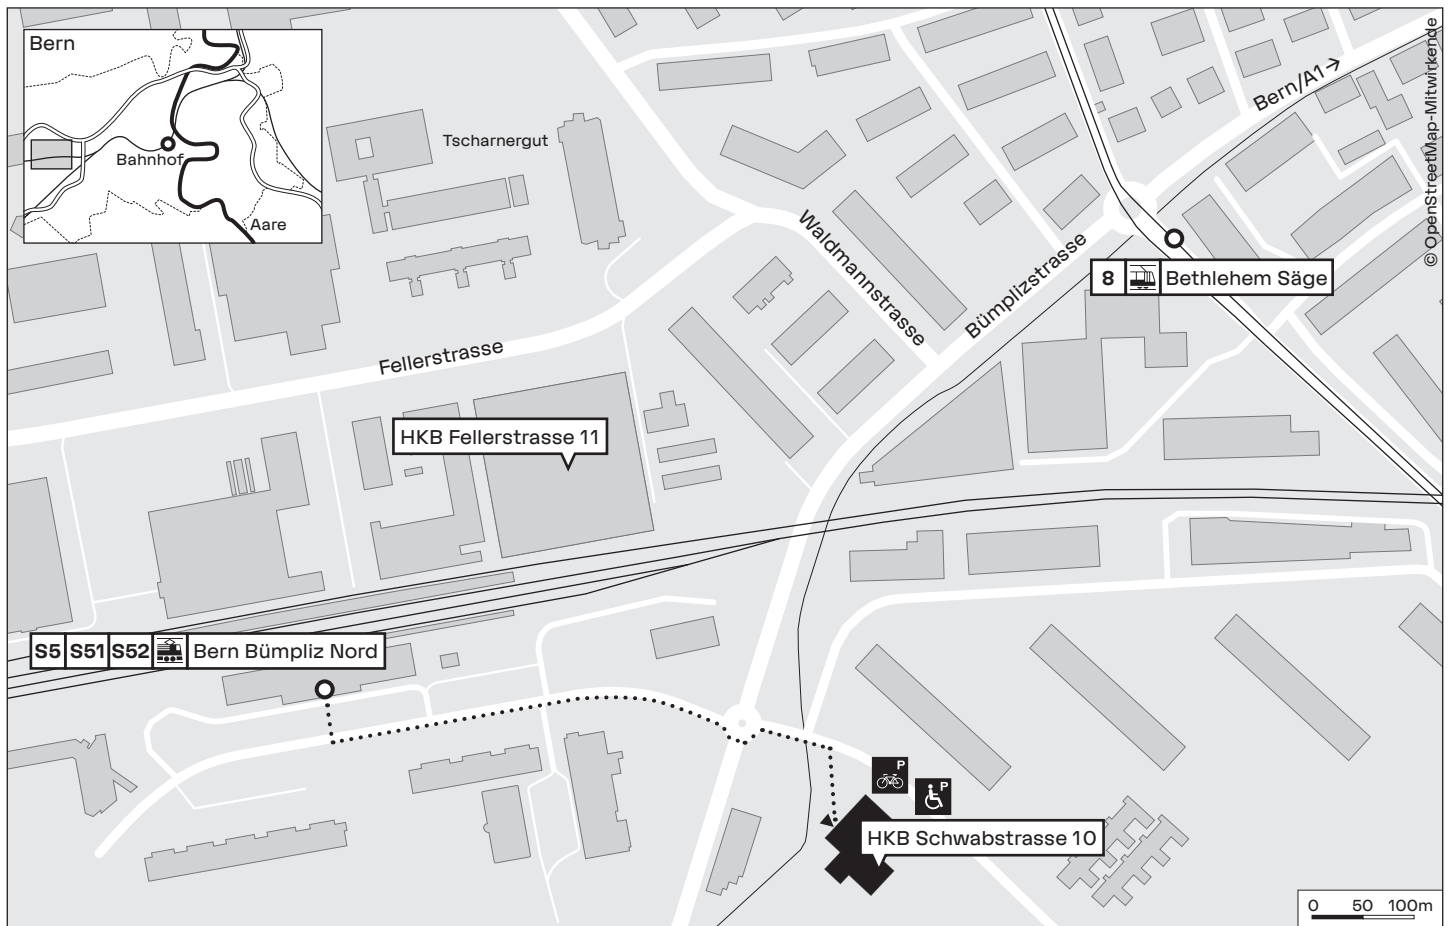 Bern
Bahnhof
Aare
Tscharnergut
Fellerstrasse
Waldmannstrasse
Bümplizstrasse
Bern/A1→
© OpenStreetMap-Mitwirkende
8 Bethlehem Säge
HKB Fellerstrasse 11
S5 S51 S52 Bern Bümpliz Nord
P
P
HKB Schwabstrasse 10
0 50 100m